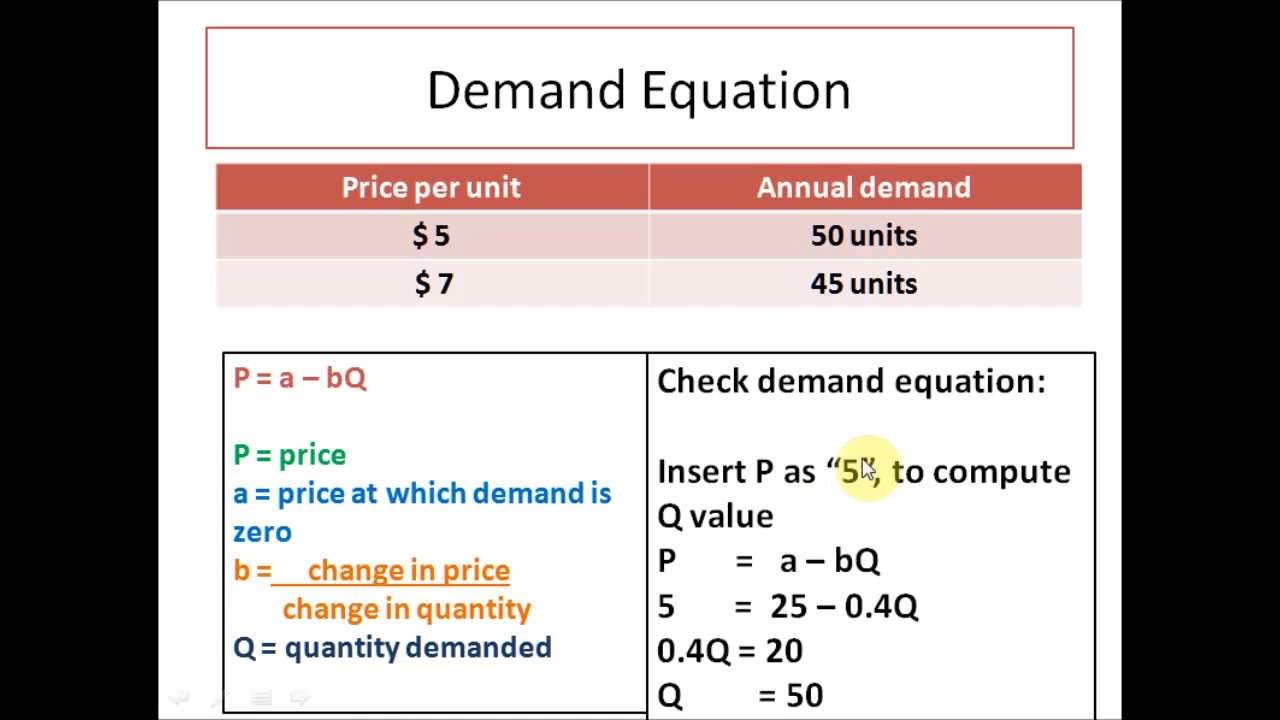 Demand Equation
Price per unit Annual demand
$ 5 50 units
$ 7 45 units
P = a – bQ
P = price
a = price at which demand is
zero
b = change in price
change in quantity
Q = quantity demanded
Check demand equation:
Insert P as “5”, to compute
Q value
P = a – bQ
5 = 25 – 0.4Q
0.4Q = 20
Q = 50